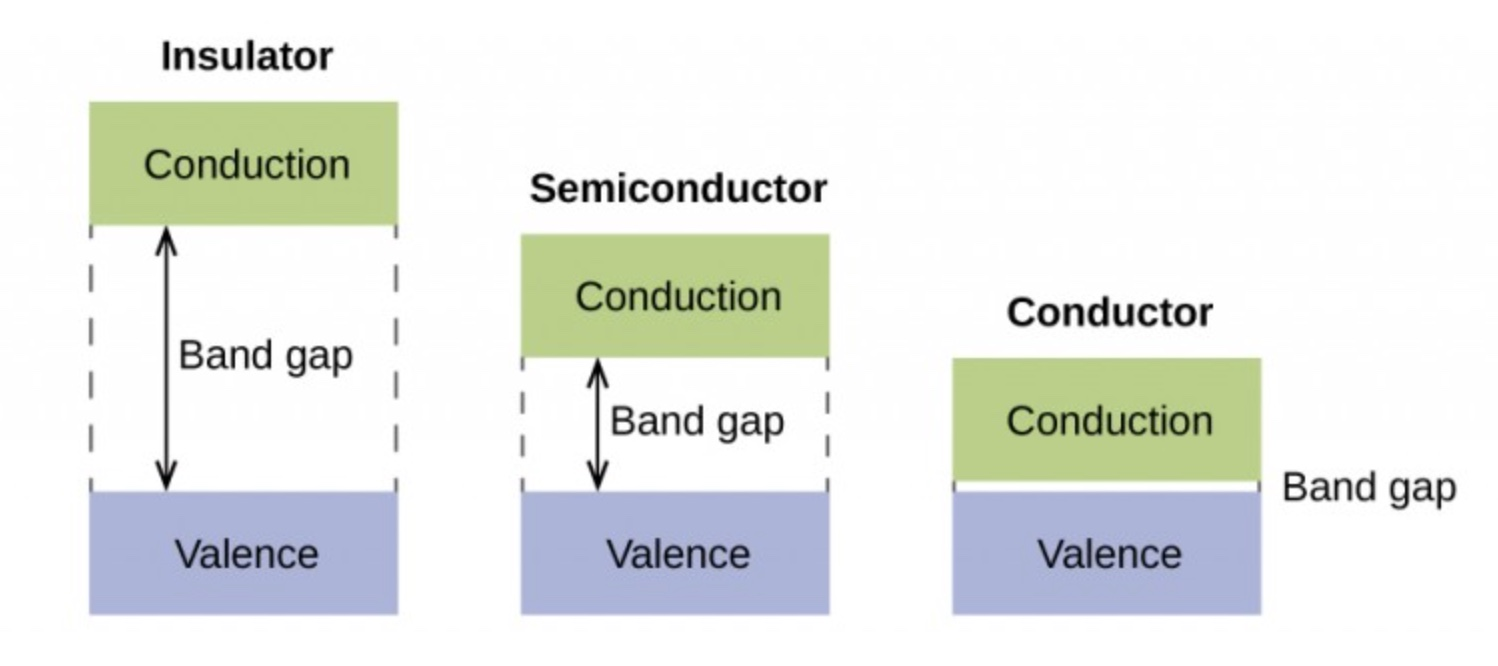 Insulator
Conduction
Band gap
Valence
Semiconductor
Conduction
Band gap
Valence
Conductor
Conduction
Band gap
Valence